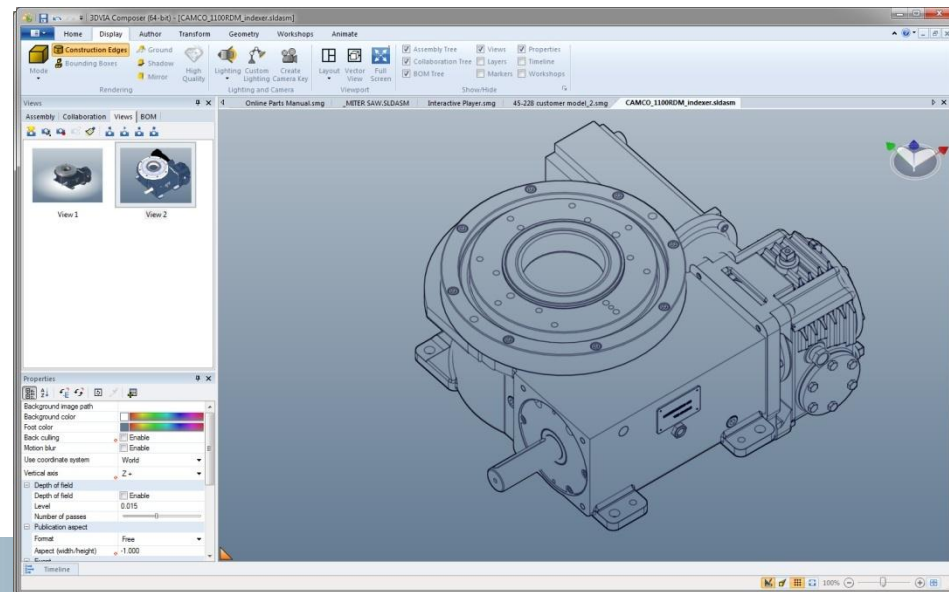 3DVIA Composer (64-bit) - [CAMCO_1100RDM_indexer.sldasm]
Home Display Author Transform Geometry Workshops Animate
Mode
Construction Edges
Bounding Boxes
Ground
Shadow
Mirror
High Quality
Rendering
Lighting
Custom Lighting
Create Camera Key
Lighting and Camera
Layout
Vector View
Full Screen
Viewport
Assembly Tree Views Properties
Collaboration Tree Layers Timeline
BOM Tree Markers Workshops
Show/Hide
Views
Online Parts Manual.smg _MITER SAW.SLDASM Interactive Player.smg 45-228 customer model_2.smg CAMCO_1100RDM_indexer.sldasm
Assembly Collaboration Views BOM
View 1 View 2
Properties
Background image path
Background color
Foot color
Back culling Enable
Motion blur Enable
Use coordinate system World
Vertical axis Z +
Depth of field
Depth of field Enable
Level 0.015
Number of passes
Publication aspect
Format Free
Aspect (width/height) -1.000
Timeline
100%